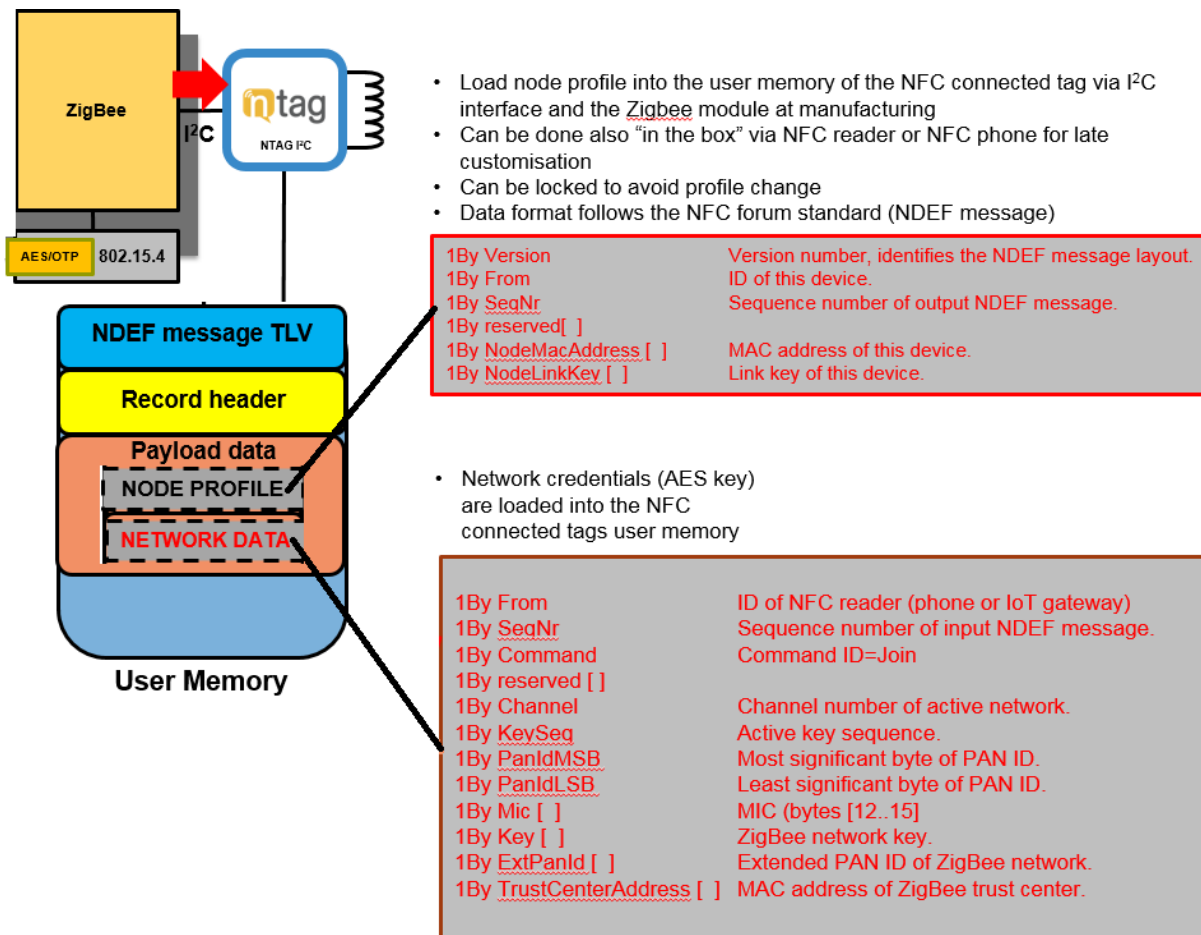 ZigBee
I²C
ntag
NTAG I²C
AES/OTP 802.15.4
• Load node profile into the user memory of the NFC connected tag via I²C
interface and the Zigbee module at manufacturing
• Can be done also “in the box” via NFC reader or NFC phone for late
customisation
• Can be locked to avoid profile change
• Data format follows the NFC forum standard (NDEF message)
1By Version Version number, identifies the NDEF message layout.
1By From ID of this device.
1By SeqNr Sequence number of output NDEF message.
1By reserved[ ]
1By NodeMacAddress [ ] MAC address of this device.
1By NodeLinkKey [ ] Link key of this device.
NDEF message TLV
Record header
Payload data
NODE PROFILE
NETWORK DATA
User Memory
• Network credentials (AES key)
are loaded into the NFC
connected tags user memory
1By From ID of NFC reader (phone or IoT gateway)
1By SeqNr Sequence number of input NDEF message.
1By Command Command ID=Join
1By reserved [ ]
1By Channel Channel number of active network.
1By KeySeq Active key sequence.
1By PanIdMSB Most significant byte of PAN ID.
1By PanIdLSB Least significant byte of PAN ID.
1By Mic [ ] MIC (bytes [12..15]
1By Key [ ] ZigBee network key.
1By ExtPanId [ ] Extended PAN ID of ZigBee network.
1By TrustCenterAddress [ ] MAC address of ZigBee trust center.